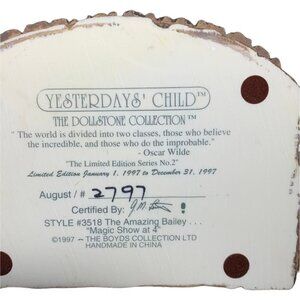 YESTERDAYS' CHILD™
THE DOLLSTONE COLLECTION™
"The world is divided into two classes, those who believe
the incredible, and those who do the improbable."
- Oscar Wilde
"The Limited Edition Series No.2"
Limited Edition January 1, 1997 to December 31, 1997
August / # 2797
Certified By:
STYLE #3518 The Amazing Bailey . . .
"Magic Show at 4"
©1997 ~ THE BOYDS COLLECTION LTD
HANDMADE IN CHINA